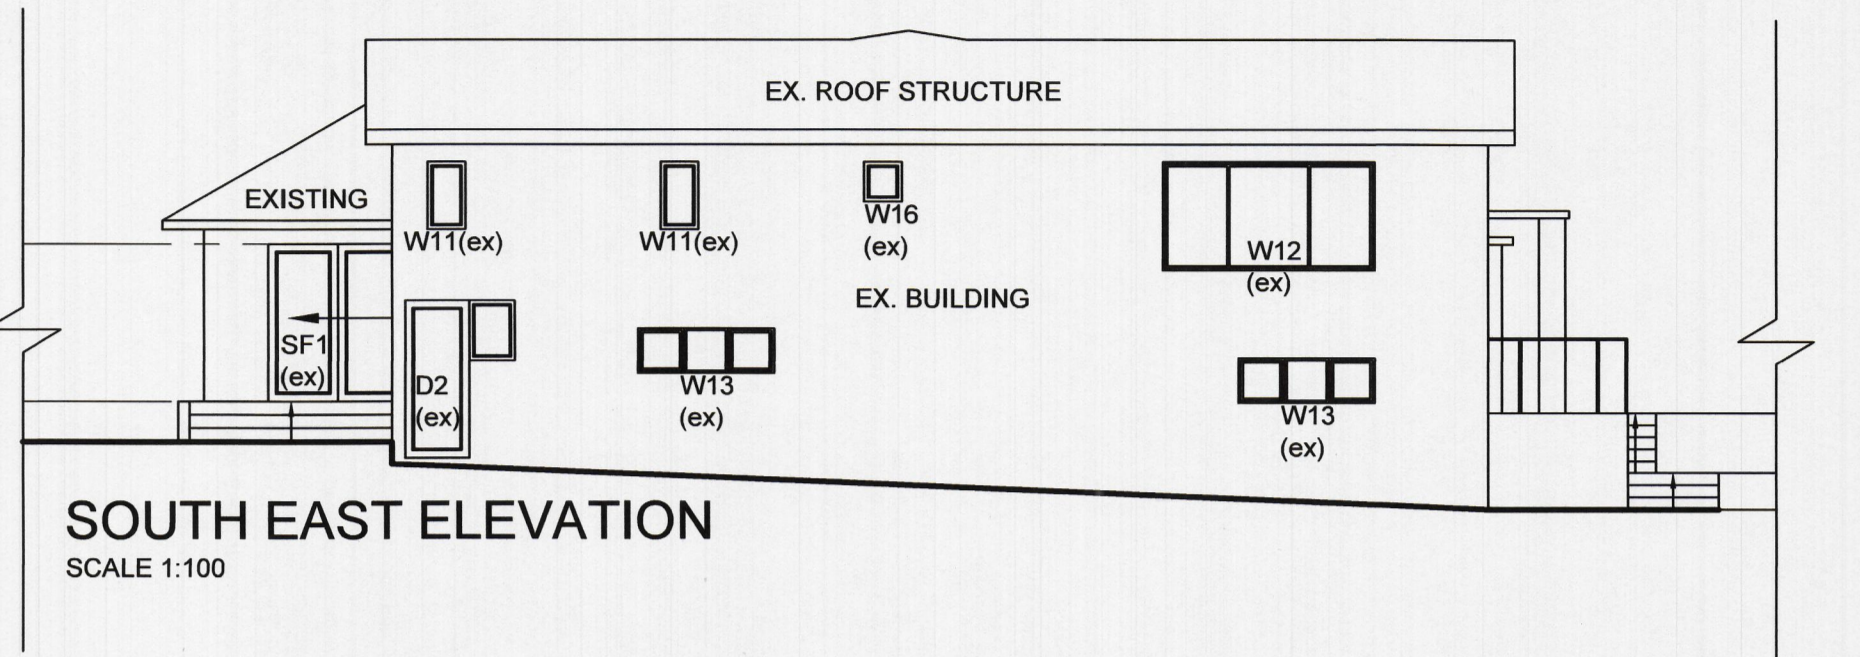 EX. ROOF STRUCTURE
EXISTING
W11(ex)
W11(ex)
W16
(ex)
W12
(ex)
EX. BUILDING
SF1
(ex)
D2
(ex)
W13
(ex)
W13
(ex)
SOUTH EAST ELEVATION
SCALE 1:100